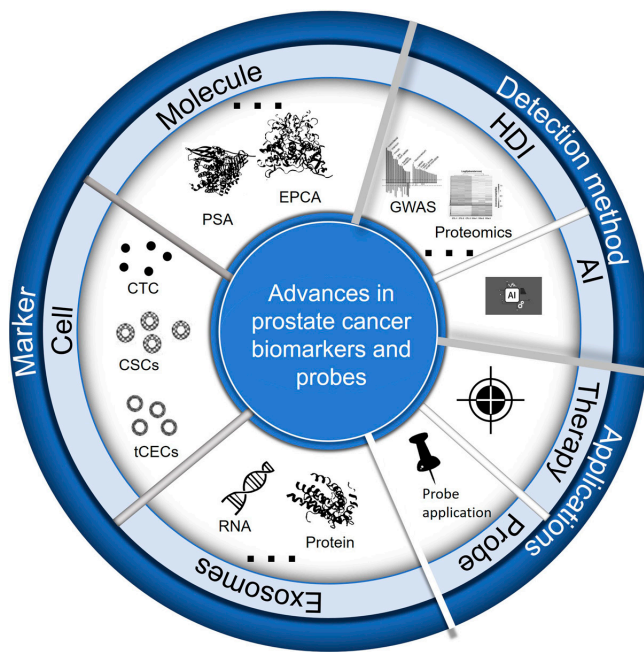 Molecule
PSA
EPCA
Detection method
HDI
GWAS
Proteomics
AI
AI
Marker
Cell
CTC
CSCs
tCECs
Advances in
prostate cancer
biomarkers and
probes
Applications
Therapy
Probe
Probe
application
RNA
Protein
Exosomes